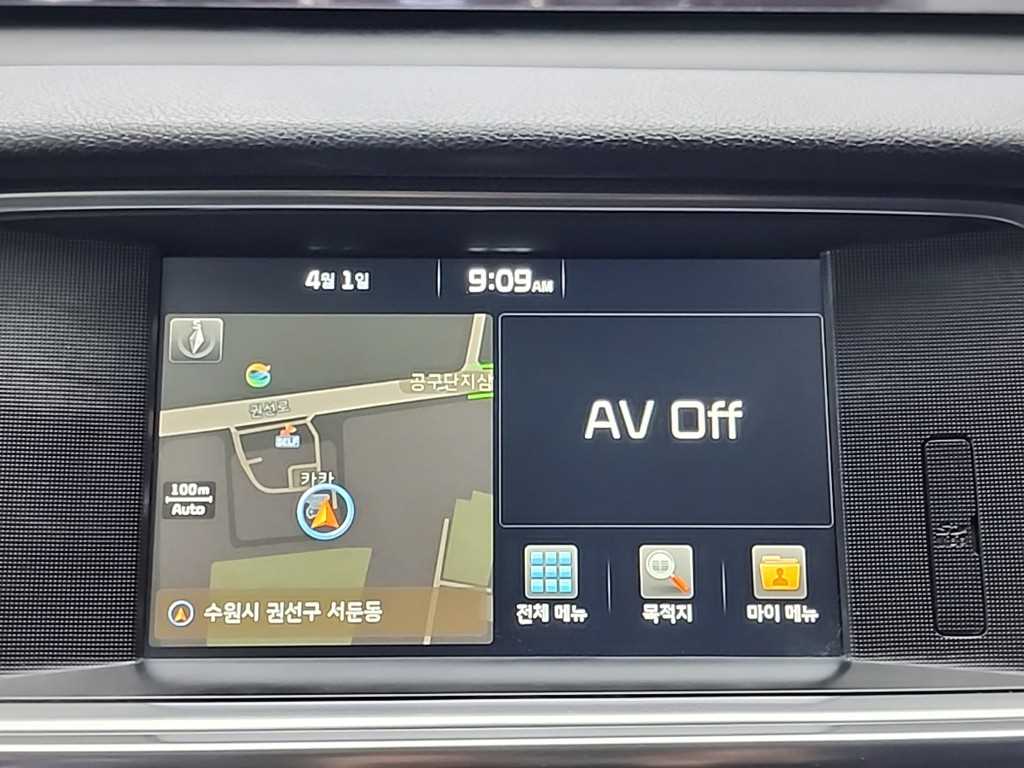 4월 1일
9:09AM
AV Off
공구단지삼
권선로
카카
100m
Auto
수원시 권선구 서둔동
전체 메뉴
목적지
마이 메뉴